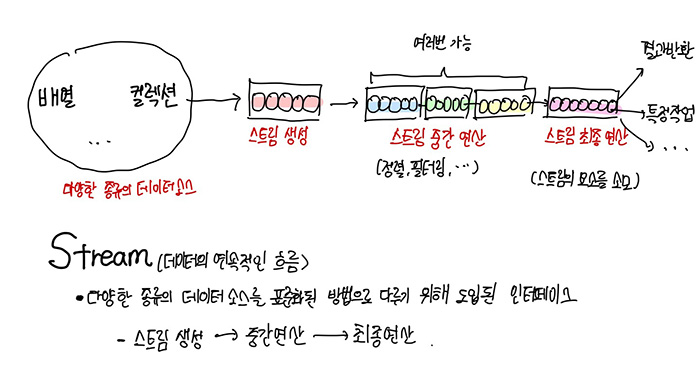 여러번 가능
결과반환
배열 컬렉션
...
특정작업
...
스트림 생성
스트림 중간 연산
스트림 최종 연산
(정렬, 필터링, ...)
(스트림의 요소를 소모)
다양한 종류의 데이터소스
Stream (데이터의 연속적인 흐름)
• 다양한 종류의 데이터 소스를 표준화된 방법으로 다루기 위해 도입된 인터페이스
- 스트림 생성 → 중간연산 → 최종연산 .